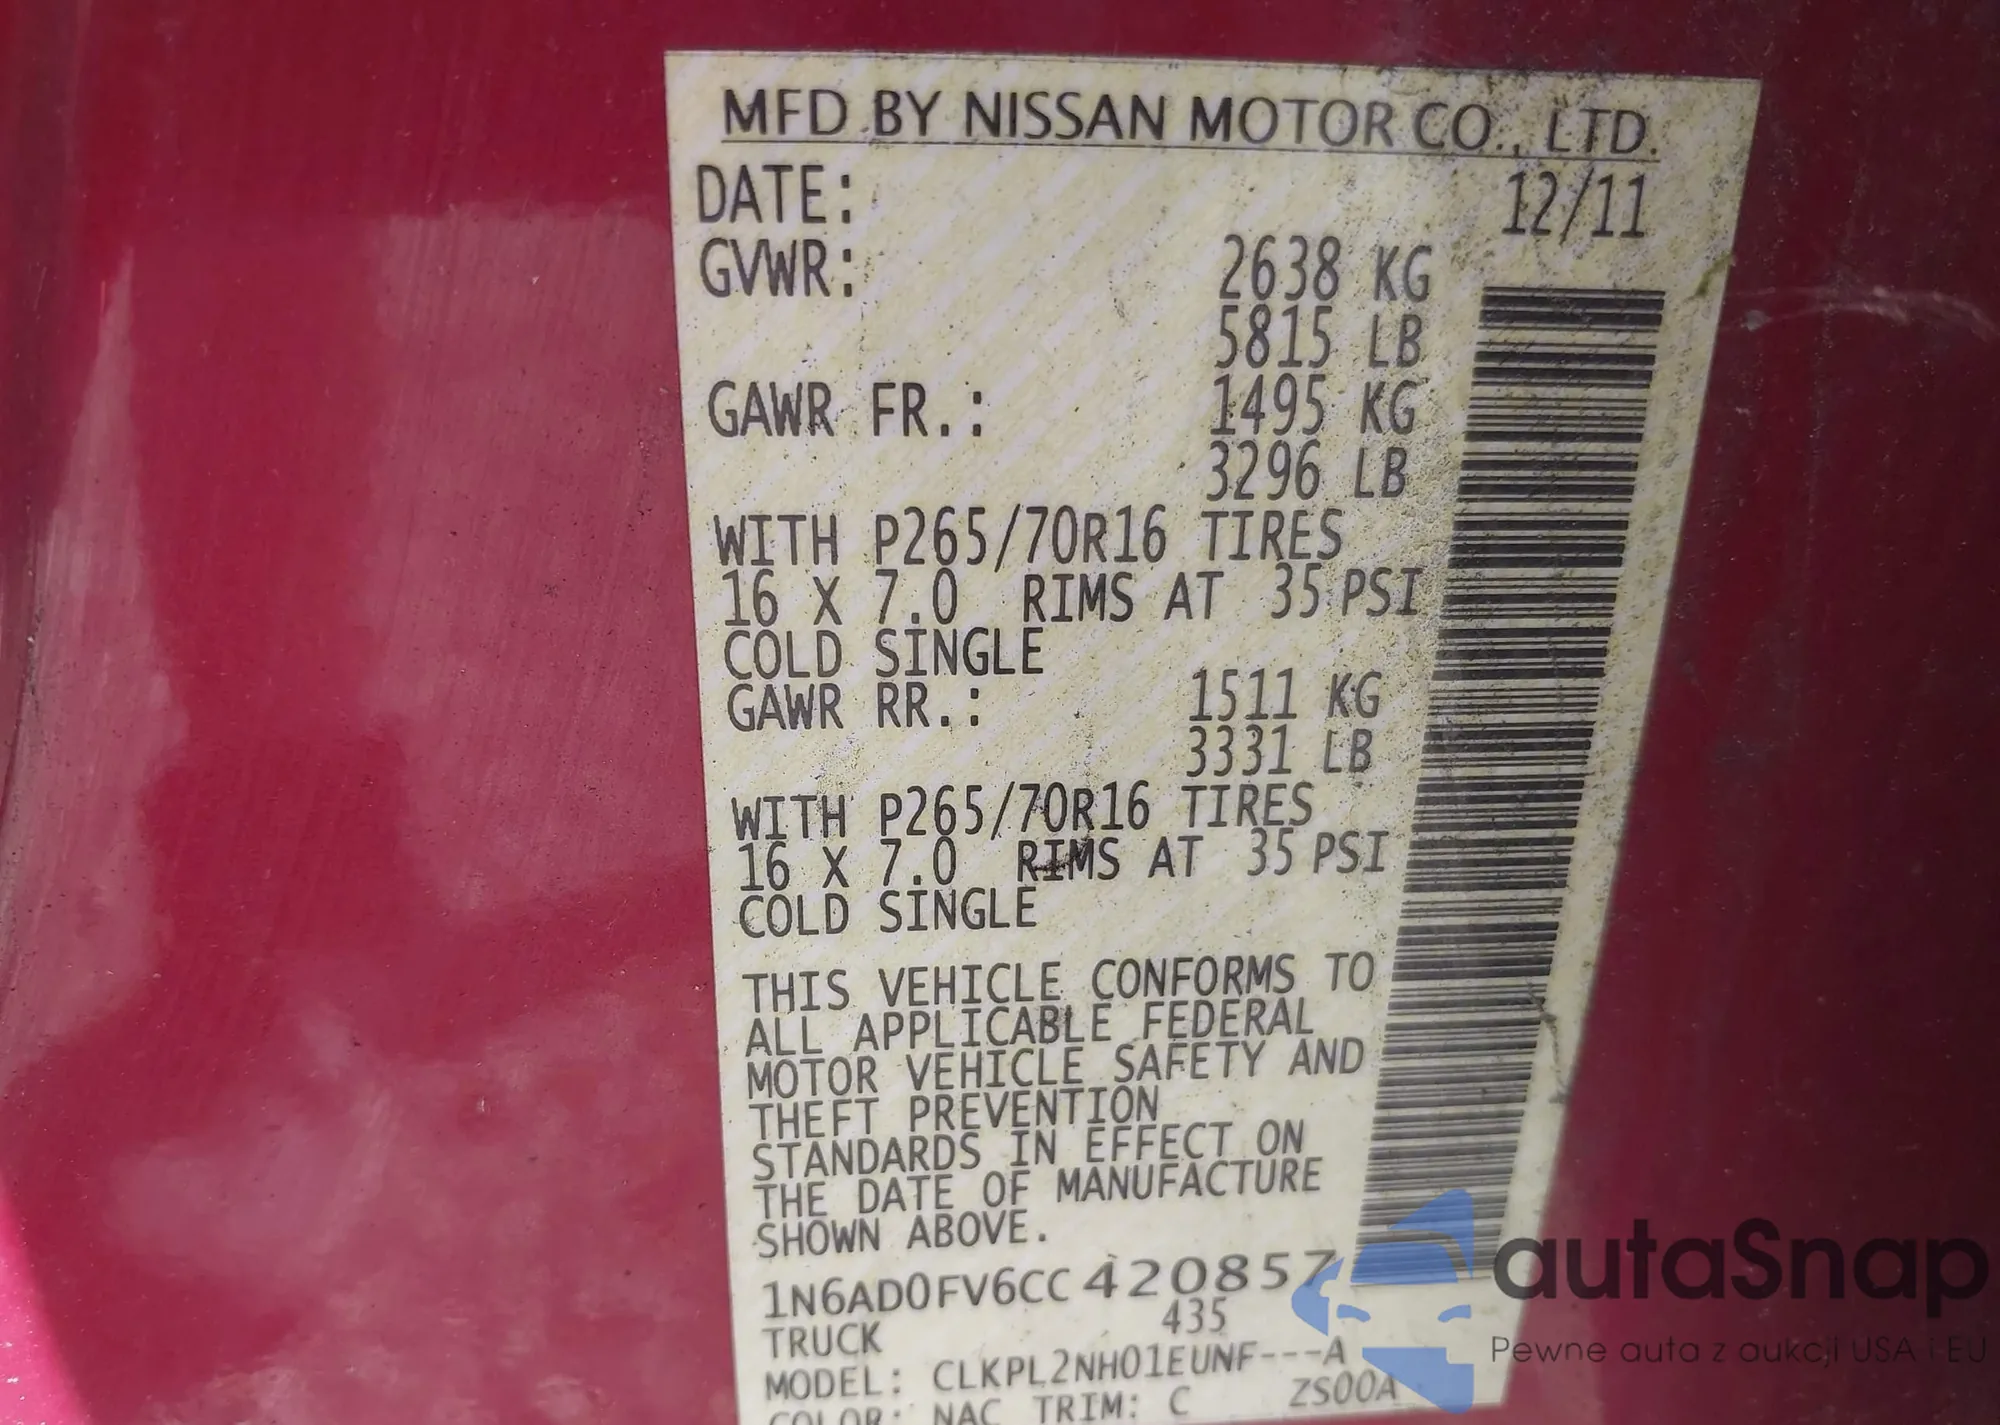 MFD BY NISSAN MOTOR CO., LTD.
DATE: 12/11
GVWR: 2638 KG
5815 LB
GAWR FR.: 1495 KG
3296 LB
WITH P265/70R16 TIRES
16 X 7.0 RIMS AT 35 PSI
COLD SINGLE
GAWR RR.: 1511 KG
3331 LB
WITH P265/70R16 TIRES
16 X 7.0 RIMS AT 35 PSI
COLD SINGLE
THIS VEHICLE CONFORMS TO
ALL APPLICABLE FEDERAL
MOTOR VEHICLE SAFETY AND
THEFT PREVENTION
STANDARDS IN EFFECT ON
THE DATE OF MANUFACTURE
SHOWN ABOVE.
1N6AD0FV6CC420857
TRUCK 435
MODEL: CLKPL2NH01EUNF---A
COLOR: NAC TRIM: C ZS00A
autaSnap
Pewne auta z aukcji USA i EU